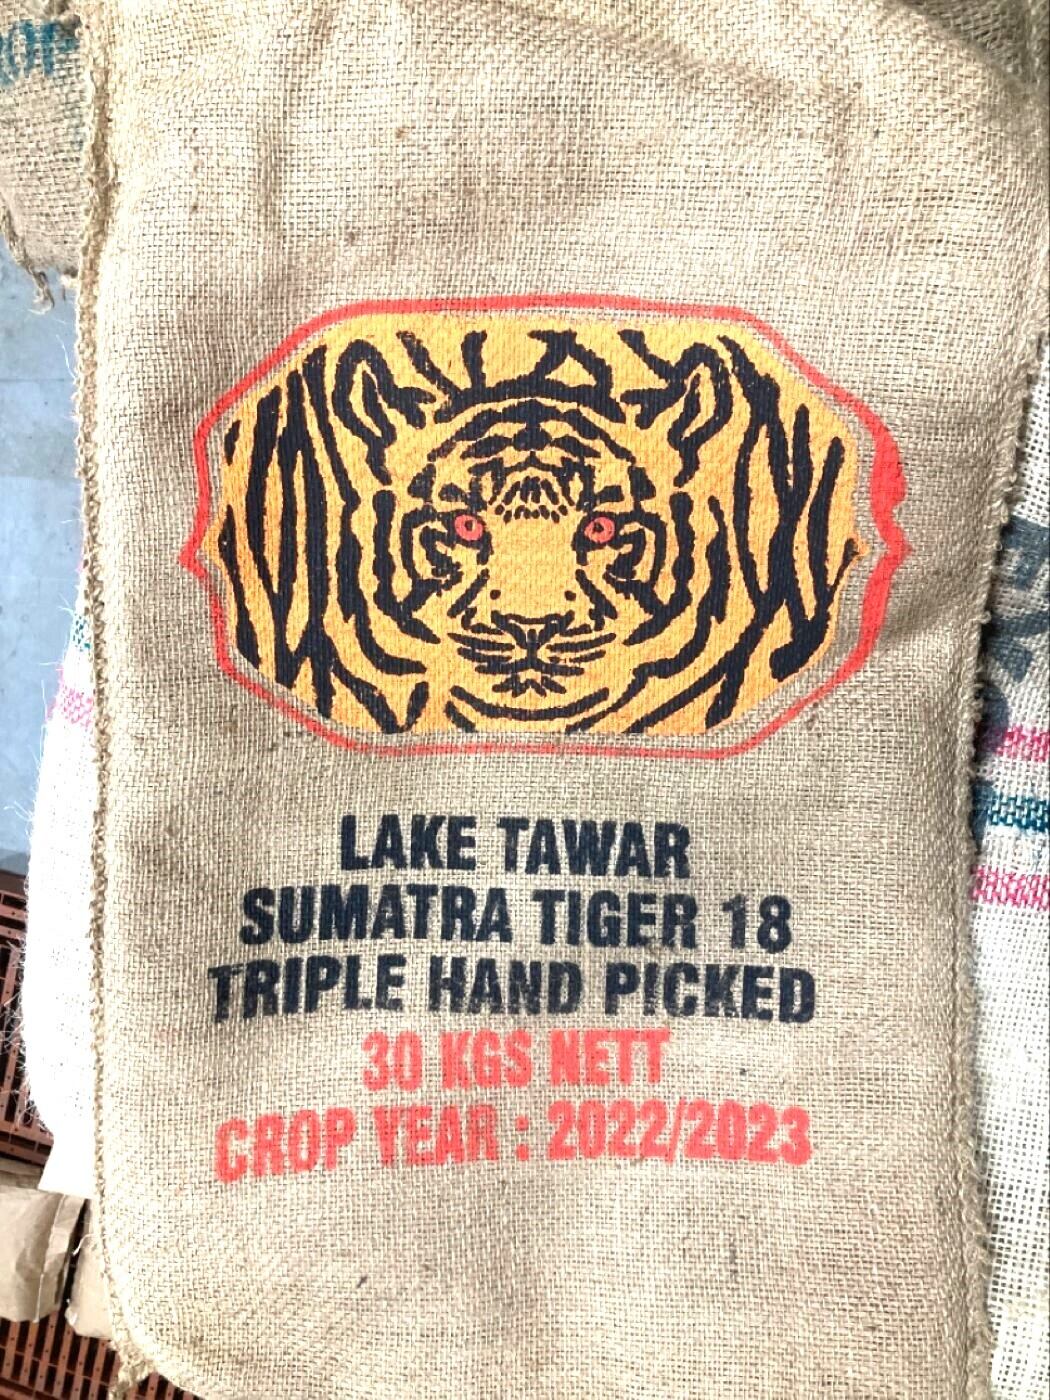 LAKE TAWAR
SUMATRA TIGER 18
TRIPLE HAND PICKED
30 KGS NETT
CROP YEAR : 2022/2023